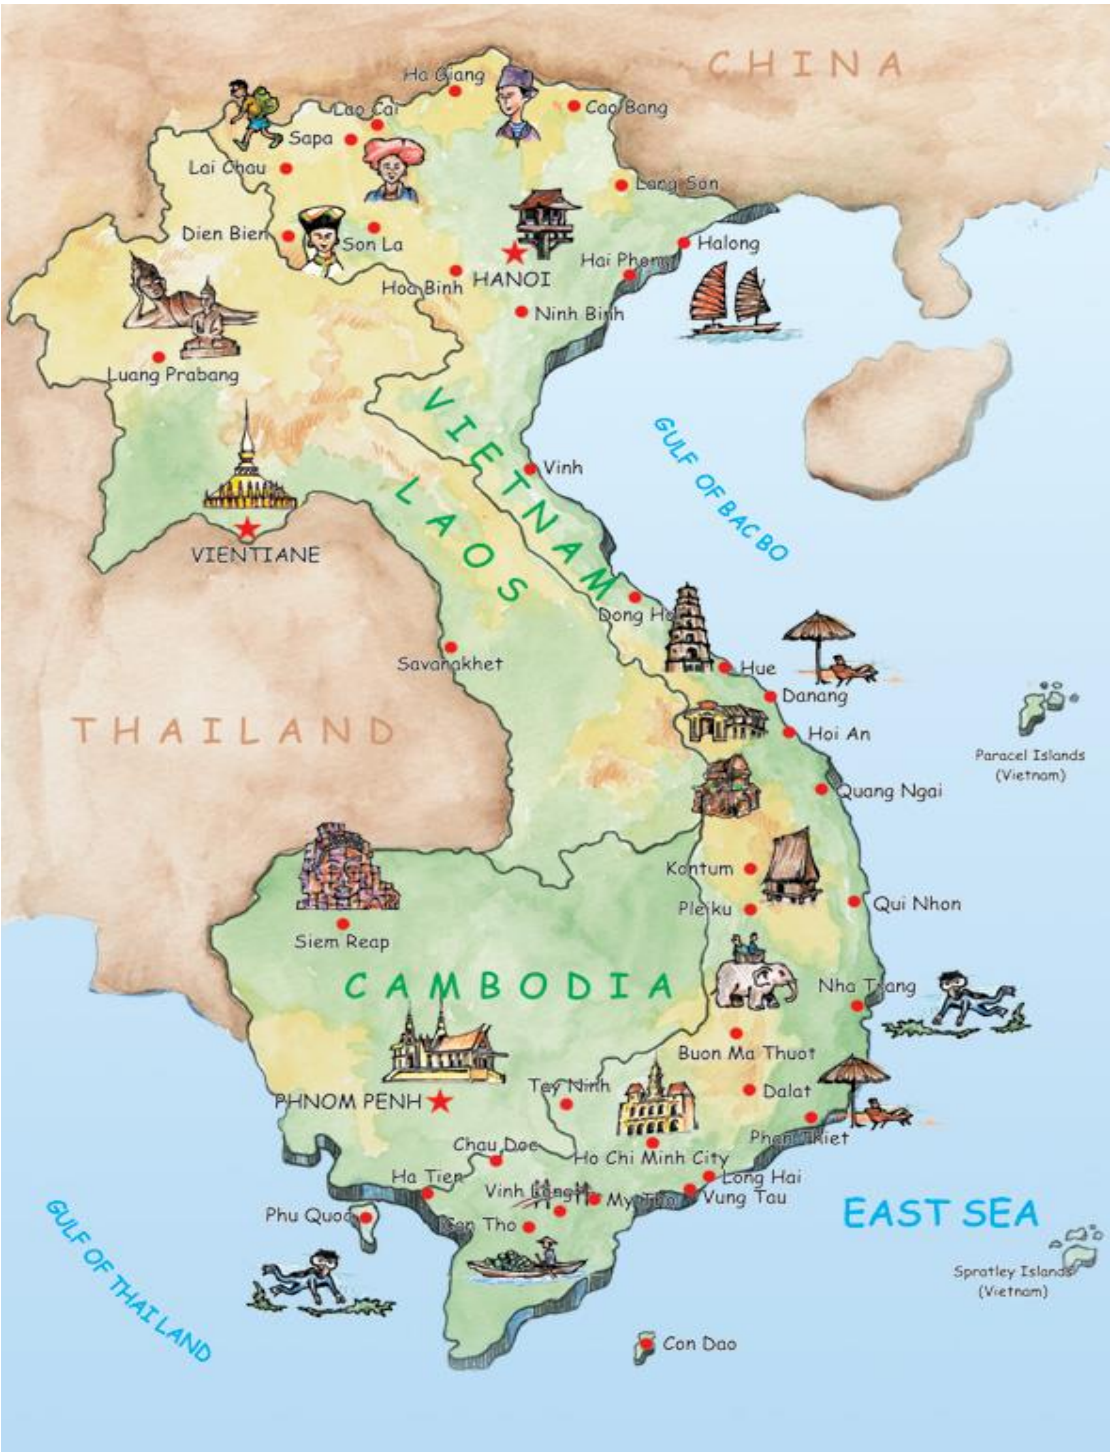 CHINA
Ha Giang
Lao Cai
Cao Bang
Sapa
Lai Chau
Lang Son
Dien Bien
Son La
Halong
Hai Phong
Hoa Binh
HANOI
Ninh Binh
Luang Prabang
VIETNAM
GULF OF BAC BO
Vinh
LAOS
VIENTIANE
Dong Ha
Savanakhet
Hue
Danang
THAILAND
Hoi An
Paracel Islands
(Vietnam)
Quang Ngai
Kontum
Pleiku
Qui Nhon
Siem Reap
CAMBODIA
Nha Trang
Buon Ma Thuot
Tey Ninh
Dalat
PHNOM PENH
Phan Thiet
Chau Doc
Ho Chi Minh City
Ha Tien
Long Hai
Vinh Long
My Tho
Vung Tau
Phu Quoc
Can Tho
EAST SEA
GULF OF THAILAND
Spratley Islands
(Vietnam)
Con Dao